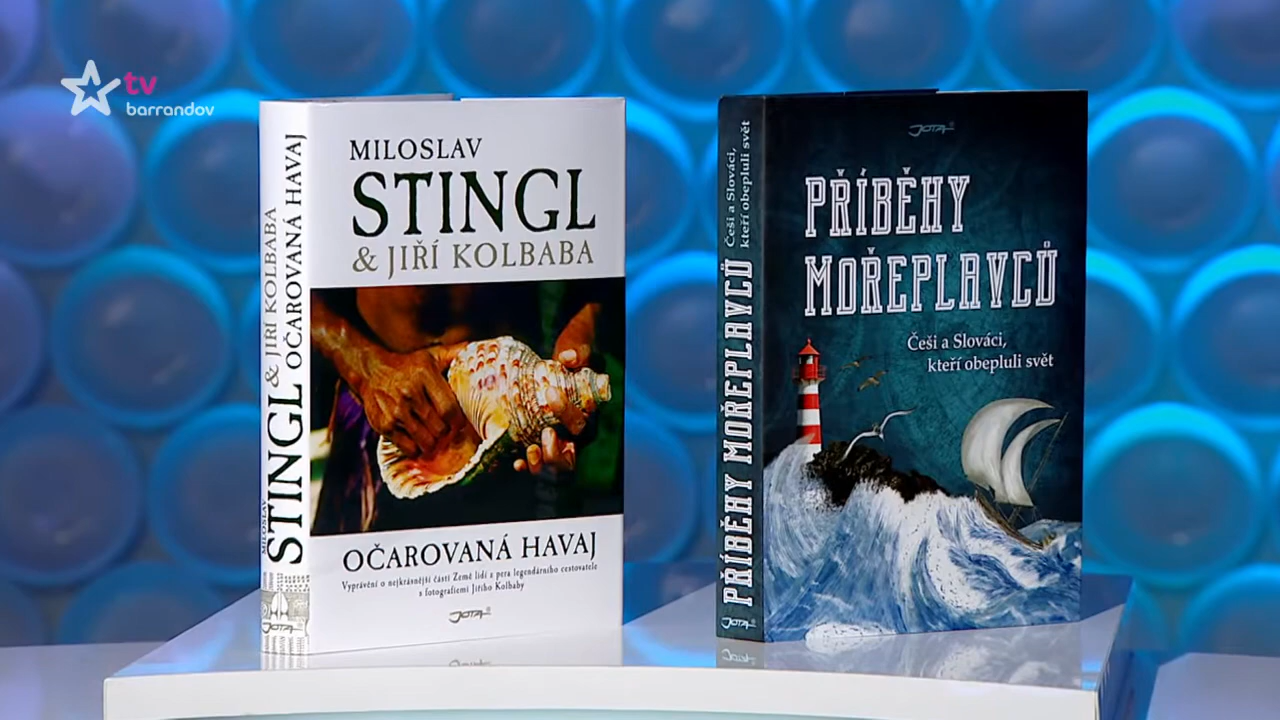 tv
barrandov
MILOSLAV
STINGL
& JIŘÍ KOLBABA
OČAROVANÁ HAVAJ
Vyprávění o nejkrásnější části Země lidí z pera legendárního cestovatele
s fotografiemi Jiřího Kolbaby
JOTA
MILOSLAV
STINGL & JIŘÍ KOLBABA
OČAROVANÁ HAVAJ
JOTA
JOTA
PŘÍBĚHY
MOŘEPLAVCŮ
Češi a Slováci,
kteří obepluli svět
PŘÍBĚHY MOŘEPLAVCŮ
Češi a Slováci,
kteří obepluli svět
JOTA